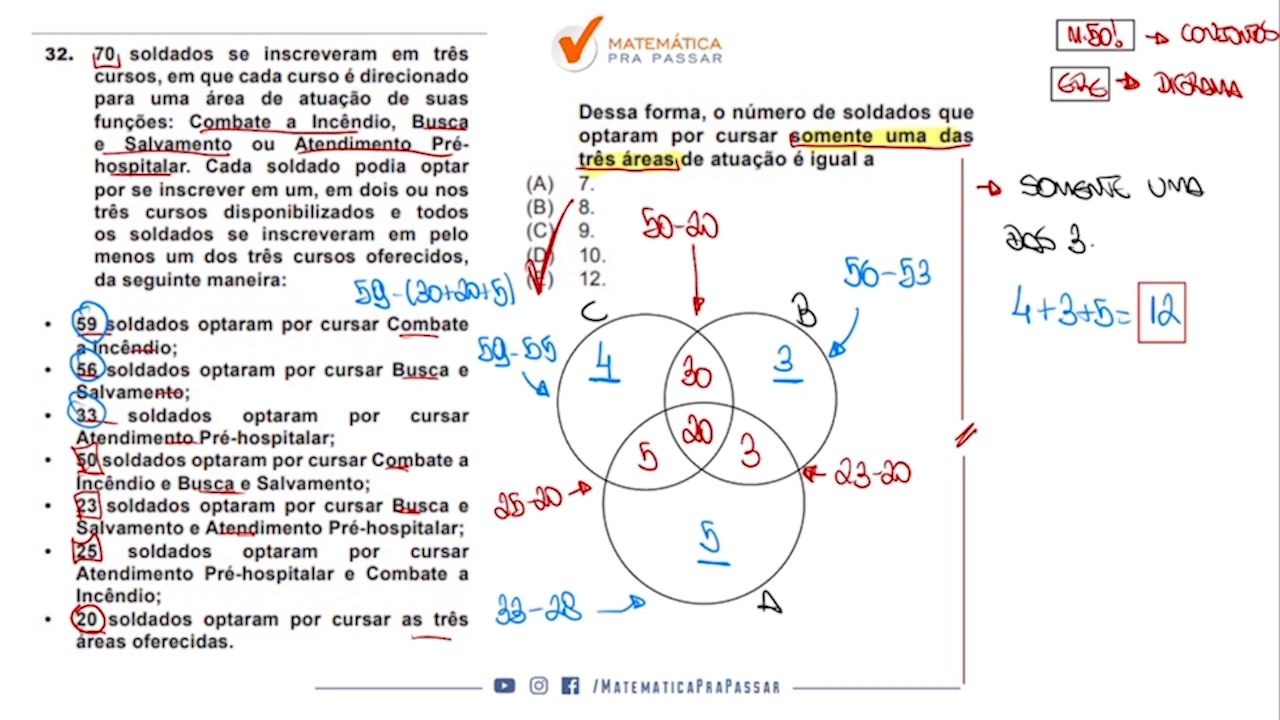 32. 70 soldados se inscreveram em três
cursos, em que cada curso é direcionado
para uma área de atuação de suas
funções: Combate a Incêndio, Busca
e Salvamento ou Atendimento Pré-
hospitalar. Cada soldado podia optar
por se inscrever em um, em dois ou nos
três cursos disponibilizados e todos
os soldados se inscreveram em pelo
menos um dos três cursos oferecidos,
da seguinte maneira:
• 59 soldados optaram por cursar Combate
a Incêndio;
• 56 soldados optaram por cursar Busca e
Salvamento;
• 33 soldados optaram por cursar
Atendimento Pré-hospitalar;
• 50 soldados optaram por cursar Combate a
Incêndio e Busca e Salvamento;
• 23 soldados optaram por cursar Busca e
Salvamento e Atendimento Pré-hospitalar;
• 25 soldados optaram por cursar
Atendimento Pré-hospitalar e Combate a
Incêndio;
• 20 soldados optaram por cursar as três
áreas oferecidas.
MATEMÁTICA
PRA PASSAR
Dessa forma, o número de soldados que
optaram por cursar somente uma das
três áreas de atuação é igual a
(A) 7.
(B) 8.
(C) 9.
(D) 10.
12.
50-20
59-(30+20+5)
56-53
C
B
59-55
4
30
3
20
5
3
25-20
23-20
5
33-28
A
CONJUNTOS
DIGRAMA
SOMENTE UMA
DOS 3.
4+3+5= 12
/MATEMATICAPRAPASSAR